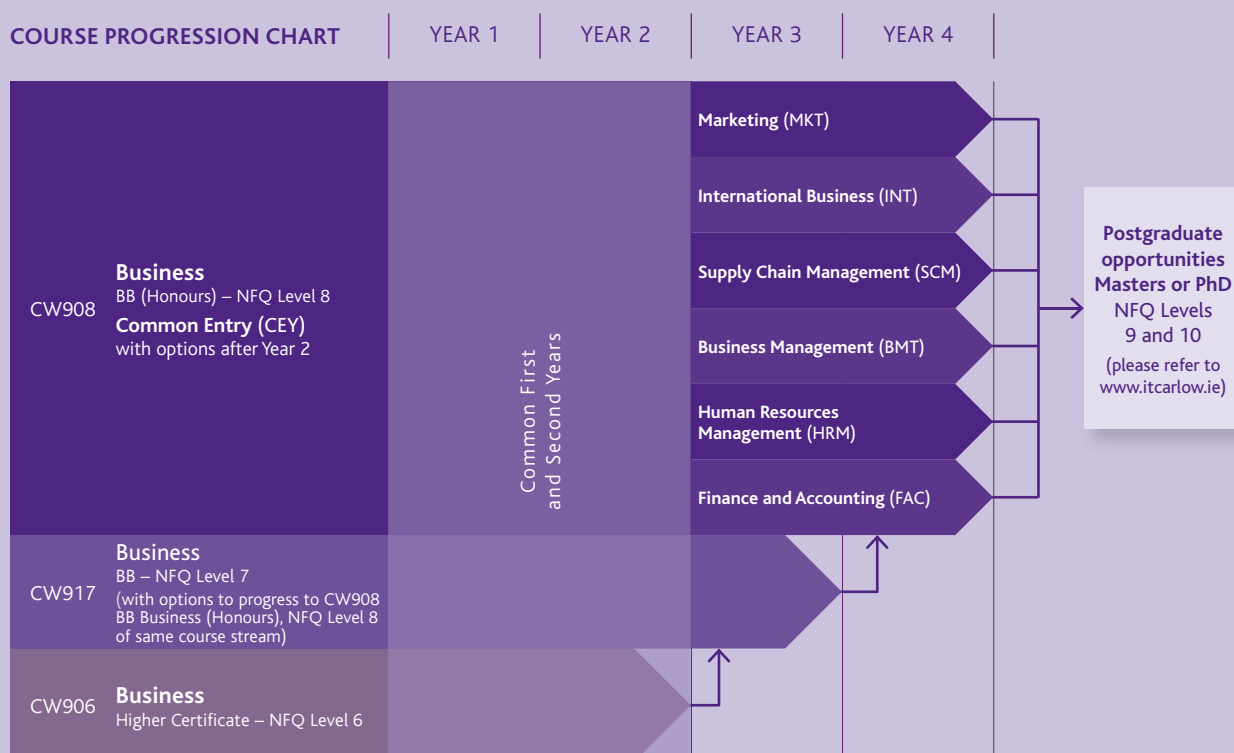 COURSE PROGRESSION CHART
YEAR 1
YEAR 2
YEAR 3
YEAR 4
CW908
Business
BB (Honours) – NFQ Level 8
Common Entry (CEY)
with options after Year 2
Common First
and Second Years
Marketing (MKT)
International Business (INT)
Supply Chain Management (SCM)
Business Management (BMT)
Human Resources
Management (HRM)
Finance and Accounting (FAC)
Postgraduate
opportunities
Masters or PhD
NFQ Levels
9 and 10
(please refer to
www.itcarlow.ie)
CW917
Business
BB – NFQ Level 7
(with options to progress to CW908
BB Business (Honours), NFQ Level 8
of same course stream)
CW906
Business
Higher Certificate – NFQ Level 6